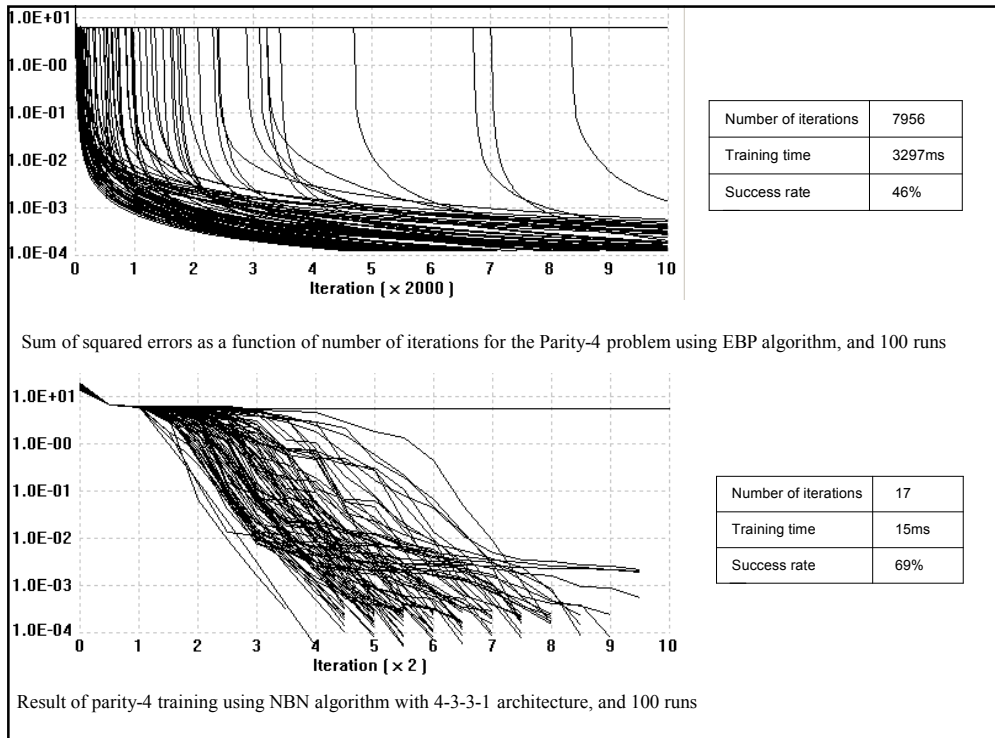 1.0E+01
1.0E-00
1.0E-01
1.0E-02
1.0E-03
1.0E-04
0 1 2 3 4 5 6 7 8 9 10
Iteration ( × 2000 )
Number of iterations 7956
Training time 3297ms
Success rate 46%
Sum of squared errors as a function of number of iterations for the Parity-4 problem using EBP algorithm, and 100 runs
1.0E+01
1.0E-00
1.0E-01
1.0E-02
1.0E-03
1.0E-04
0 1 2 3 4 5 6 7 8 9 10
Iteration ( × 2 )
Number of iterations 17
Training time 15ms
Success rate 69%
Result of parity-4 training using NBN algorithm with 4-3-3-1 architecture, and 100 runs